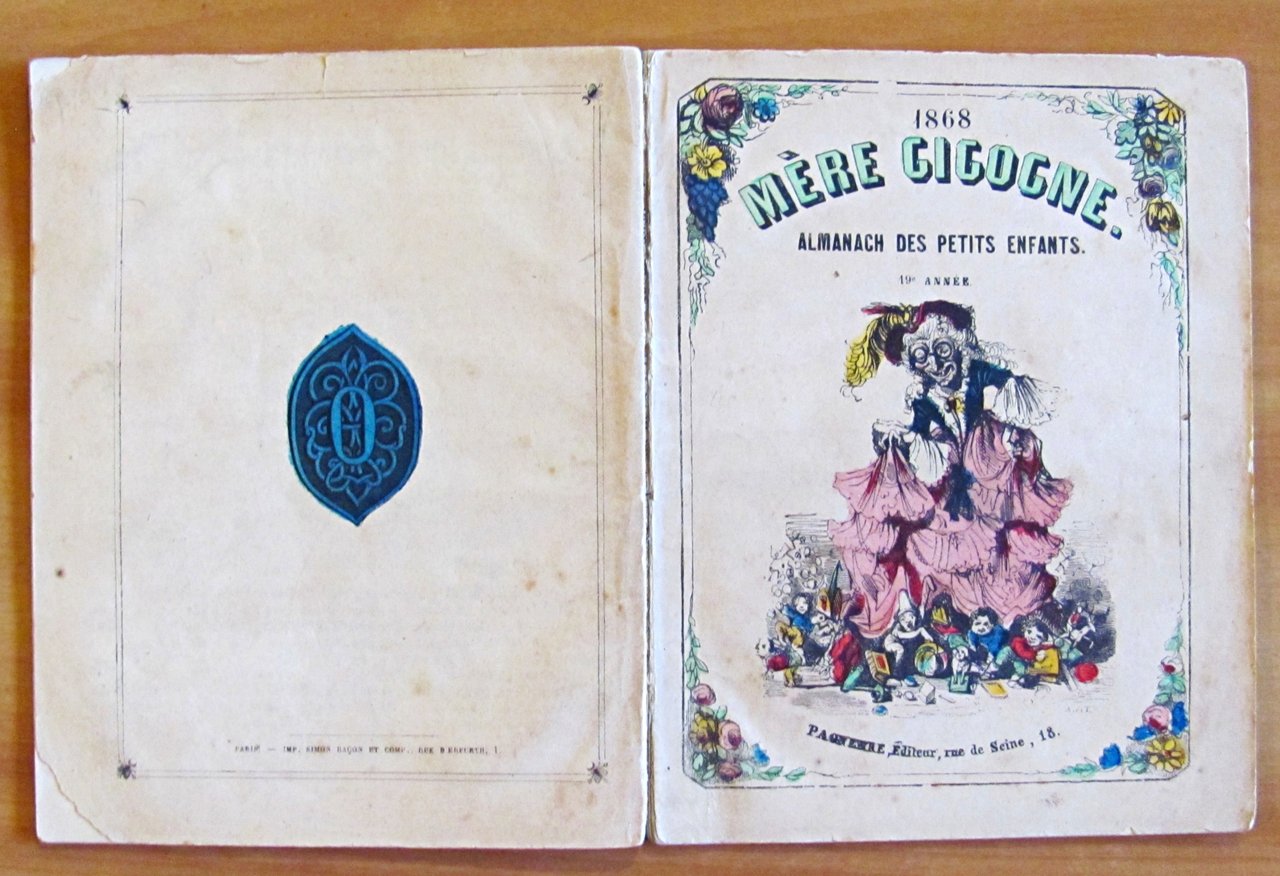 PARIS. — IMP. SIMON RAÇON ET COMP., RUE D'ERFURTH, 1.
1868
MÈRE GIGOGNE.
ALMANACH DES PETITS ENFANTS.
19e ANNÉE.
PAGNERRE, Éditeur, rue de Seine, 18.